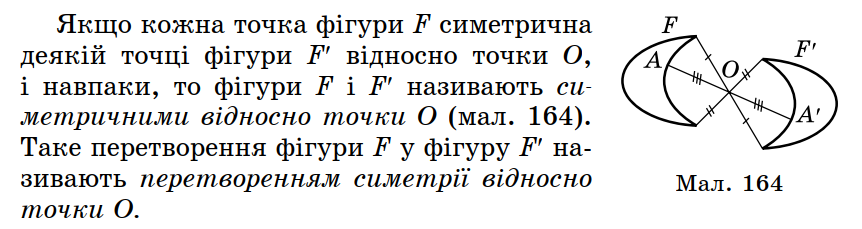 Якщо кожна точка фігури F симетрична
деякій точці фігури F′ відносно точки O,
і навпаки, то фігури F і F′ називають си-
метричними відносно точки O (мал. 164).
Таке перетворення фігури F у фігуру F′ на-
зивають перетворенням симетрії відносно
точки O.
F
F′
A
O
A′
Мал. 164